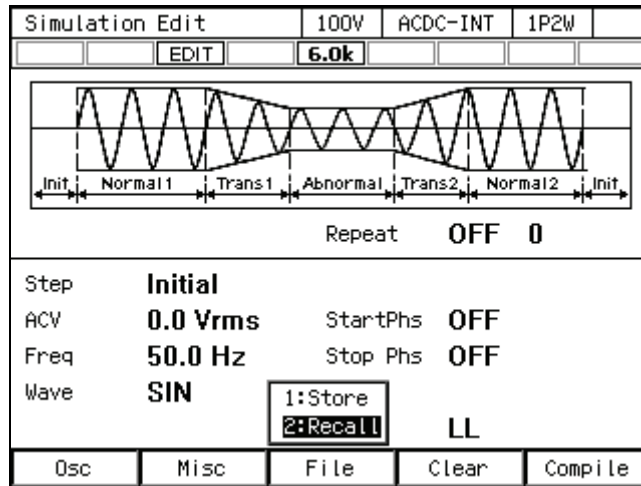 Simulation Edit 100V ACDC-INT 1P2W
EDIT 6.0k
Init Normal1 Trans1 Abnormal Trans2 Normal2 Init
Repeat OFF 0
Step Initial
ACV 0.0 Vrms StartPhs OFF
Freq 50.0 Hz Stop Phs OFF
Wave SIN
1:Store
2:Recall LL
Osc Misc File Clear Compile